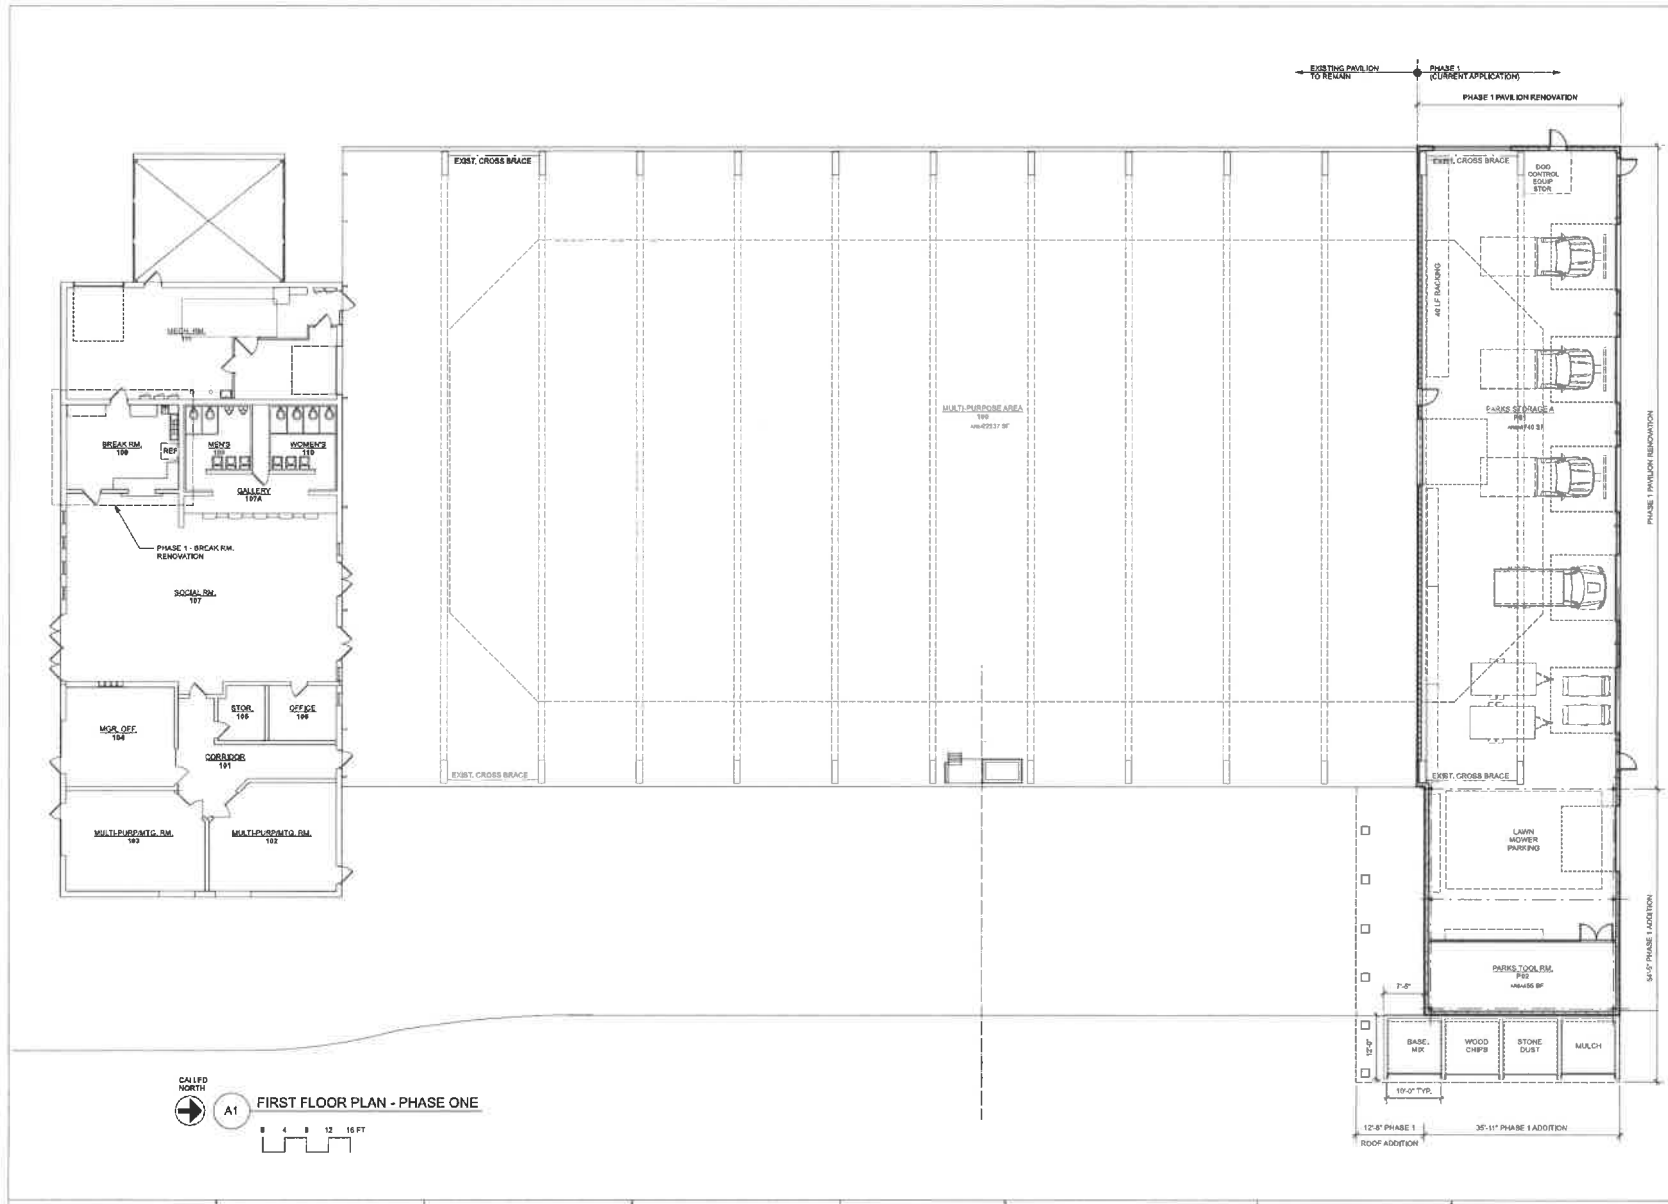 EXISTING PAVILION
TO REMAIN
PHASE 1
(CURRENT APPLICATION)
PHASE 1 PAVILION RENOVATION
EXIST. CROSS BRACE
EXIST. CROSS BRACE
DOG
CONTROL
EQUIP
STOR
40 LF RACKING
MECH. RM.
BREAK RM.
108
REF
MEN'S
109
WOMEN'S
110
GALLERY
107A
PHASE 1 - BREAK RM.
RENOVATION
MULTI-PURPOSE AREA
PARKS STORAGE A
P01
PHASE 1 PAVILION RENOVATION
SOCIAL RM.
107
STOR.
105
OFFICE
106
MGR. OFF.
104
CORRIDOR
101
EXIST. CROSS BRACE
EXIST. CROSS BRACE
MULTI-PURP/MTG. RM.
103
MULTI-PURP/MTG. RM.
102
LAWN
MOWER
PARKING
54'-5" PHASE 1 ADDITION
PARKS TOOL RM.
P02
BASE.
MIX
WOOD
CHIPS
STONE
DUST
MULCH
10'-0" TYP.
12'-8" PHASE 1
ROOF ADDITION
35'-11" PHASE 1 ADDITION
CALLED
NORTH
A1
FIRST FLOOR PLAN - PHASE ONE
0 4 8 12 16 FT